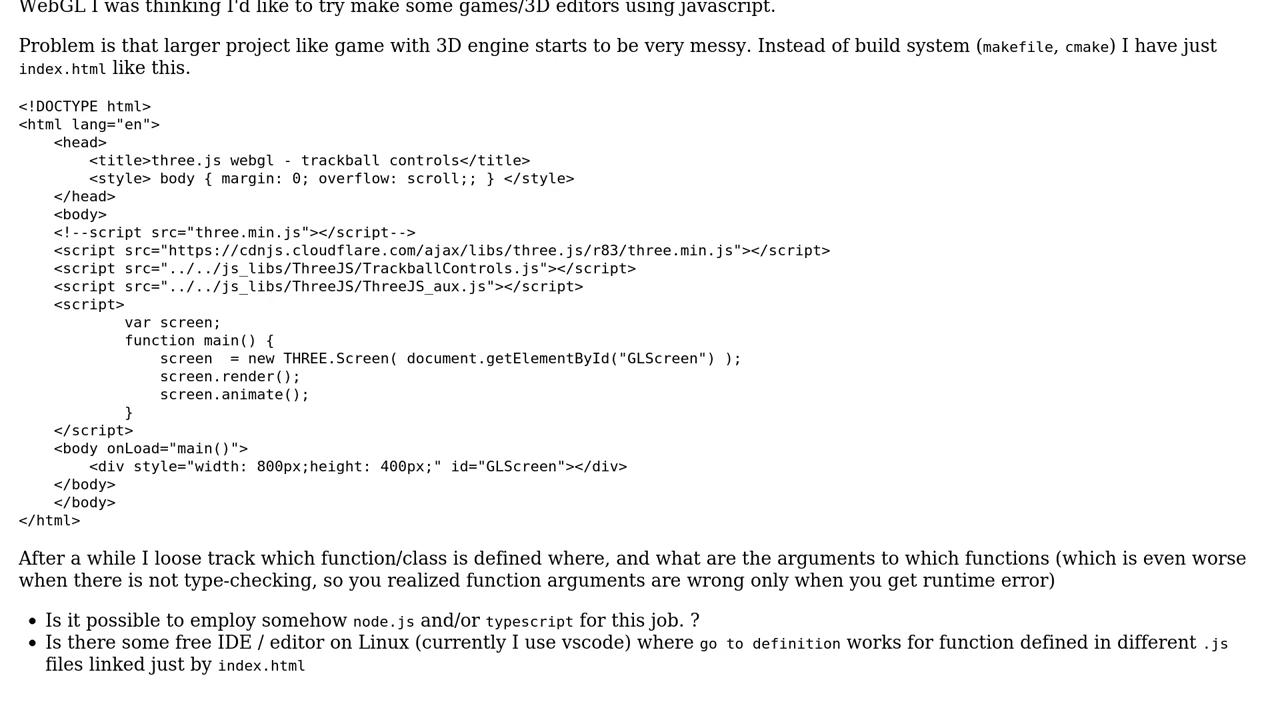 WebGL I was thinking I'd like to try make some games/3D editors using javascript.
Problem is that larger project like game with 3D engine starts to be very messy. Instead of build system (makefile, cmake) I have just
index.html like this.
<!DOCTYPE html>
<html lang="en">
    <head>
        <title>three.js webgl - trackball controls</title>
        <style> body { margin: 0; overflow: scroll;; } </style>
    </head>
    <body>
    <!--script src="three.min.js"></script-->
    <script src="https://cdnjs.cloudflare.com/ajax/libs/three.js/r83/three.min.js"></script>
    <script src="../../js_libs/ThreeJS/TrackballControls.js"></script>
    <script src="../../js_libs/ThreeJS/ThreeJS_aux.js"></script>
    <script>
            var screen;
            function main() {
                screen  = new THREE.Screen( document.getElementById("GLScreen") );
                screen.render();
                screen.animate();
            }
    </script>
    <body onLoad="main()">
        <div style="width: 800px;height: 400px;" id="GLScreen"></div>
    </body>
    </body>
</html>
After a while I loose track which function/class is defined where, and what are the arguments to which functions (which is even worse
when there is not type-checking, so you realized function arguments are wrong only when you get runtime error)
• Is it possible to employ somehow node.js and/or typescript for this job. ?
• Is there some free IDE / editor on Linux (currently I use vscode) where go to definition works for function defined in different .js
files linked just by index.html